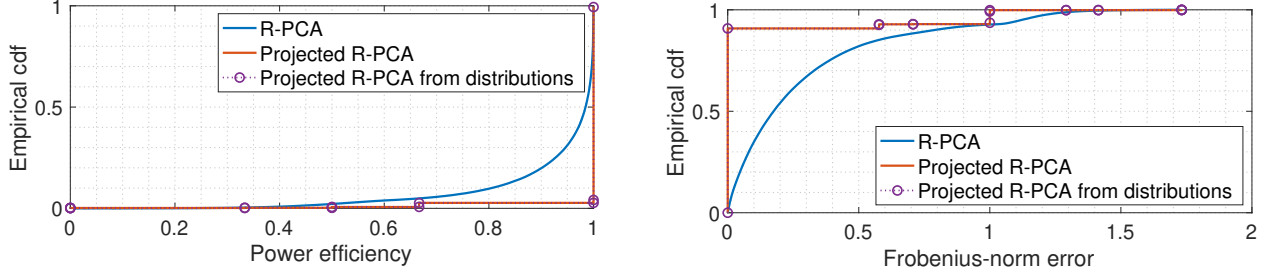 Empirical cdf
1
0.5
0
R-PCA
Projected R-PCA
Projected R-PCA from distributions
0 0.2 0.4 0.6 0.8 1
Power efficiency
Empirical cdf
1
0.5
0
R-PCA
Projected R-PCA
Projected R-PCA from distributions
0 0.5 1 1.5 2
Frobenius-norm error